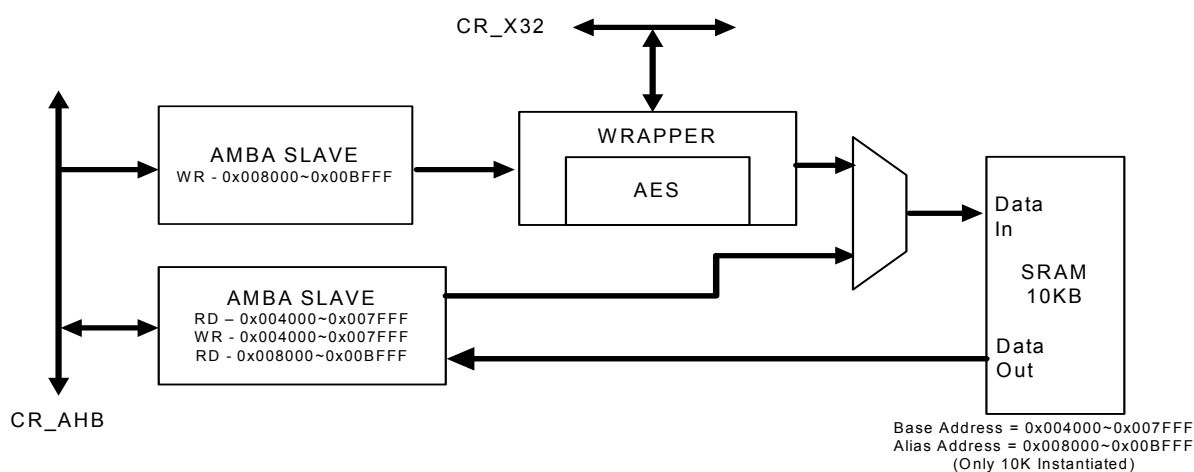 CR_X32
AMBA SLAVE
WR - 0x008000~0x00BFFF
WRAPPER
AES
Data
In
SRAM
10KB
Data
Out
AMBA SLAVE
RD – 0x004000~0x007FFF
WR - 0x004000~0x007FFF
RD - 0x008000~0x00BFFF
CR_AHB
Base Address = 0x004000~0x007FFF
Alias Address = 0x008000~0x00BFFF
(Only 10K Instantiated)